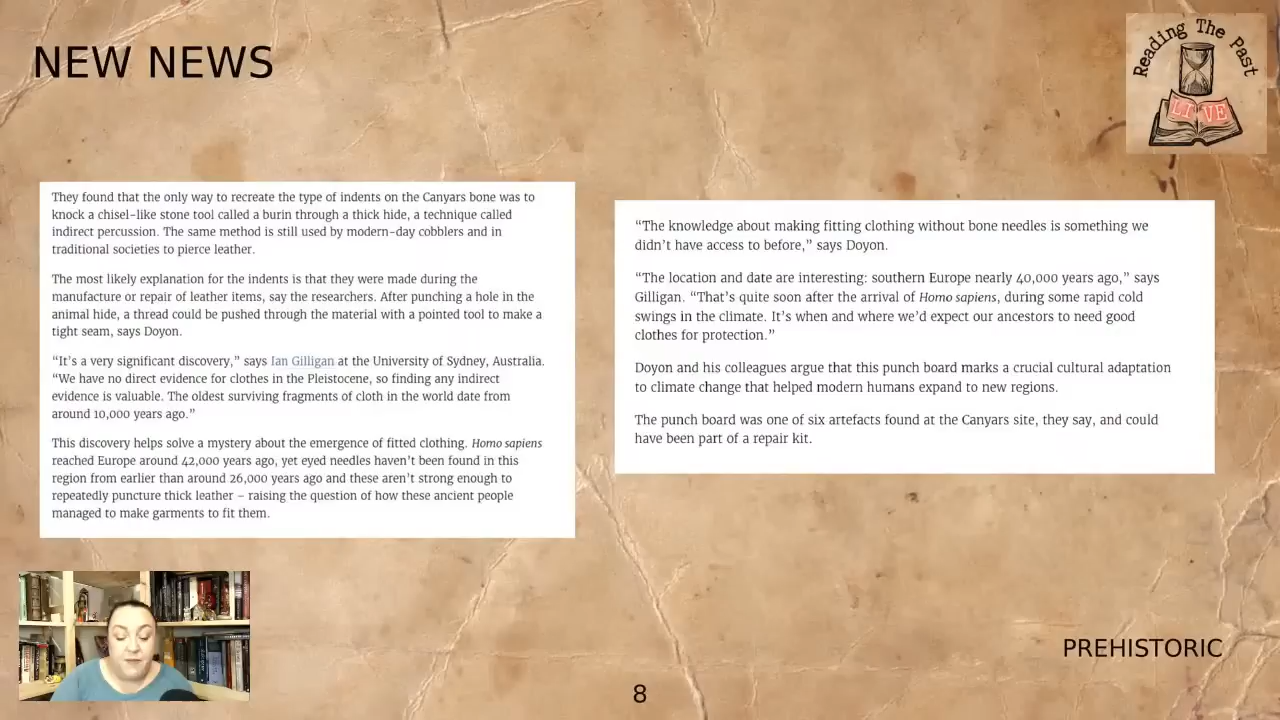 NEW NEWS
Reading The Past
LIVE
They found that the only way to recreate the type of indents on the Canyars bone was to
knock a chisel-like stone tool called a burin through a thick hide, a technique called
indirect percussion. The same method is still used by modern-day cobblers and in
traditional societies to pierce leather.
The most likely explanation for the indents is that they were made during the
manufacture or repair of leather items, say the researchers. After punching a hole in the
animal hide, a thread could be pushed through the material with a pointed tool to make a
tight seam, says Doyon.
“It’s a very significant discovery,” says Ian Gilligan at the University of Sydney, Australia.
“We have no direct evidence for clothes in the Pleistocene, so finding any indirect
evidence is valuable. The oldest surviving fragments of cloth in the world date from
around 10,000 years ago.”
This discovery helps solve a mystery about the emergence of fitted clothing. Homo sapiens
reached Europe around 42,000 years ago, yet eyed needles haven’t been found in this
region from earlier than around 26,000 years ago and these aren’t strong enough to
repeatedly puncture thick leather – raising the question of how these ancient people
managed to make garments to fit them.
“The knowledge about making fitting clothing without bone needles is something we
didn’t have access to before,” says Doyon.
“The location and date are interesting: southern Europe nearly 40,000 years ago,” says
Gilligan. “That’s quite soon after the arrival of Homo sapiens, during some rapid cold
swings in the climate. It’s when and where we’d expect our ancestors to need good
clothes for protection.”
Doyon and his colleagues argue that this punch board marks a crucial cultural adaptation
to climate change that helped modern humans expand to new regions.
The punch board was one of six artefacts found at the Canyars site, they say, and could
have been part of a repair kit.
PREHISTORIC
8